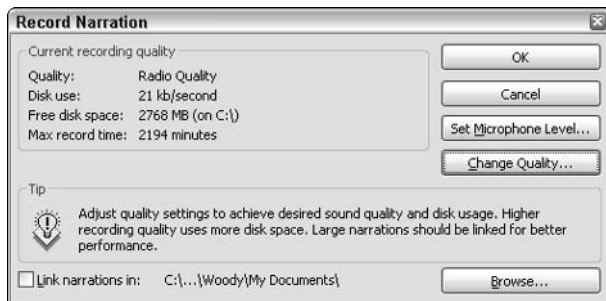 Record Narration
Current recording quality
Quality: Radio Quality
Disk use: 21 kb/second
Free disk space: 2768 MB (on C:\)
Max record time: 2194 minutes
OK
Cancel
Set Microphone Level...
Change Quality...
Tip
Adjust quality settings to achieve desired sound quality and disk usage. Higher
recording quality uses more disk space. Large narrations should be linked for better
performance.
Link narrations in: C:\...\Woody\My Documents\
Browse...